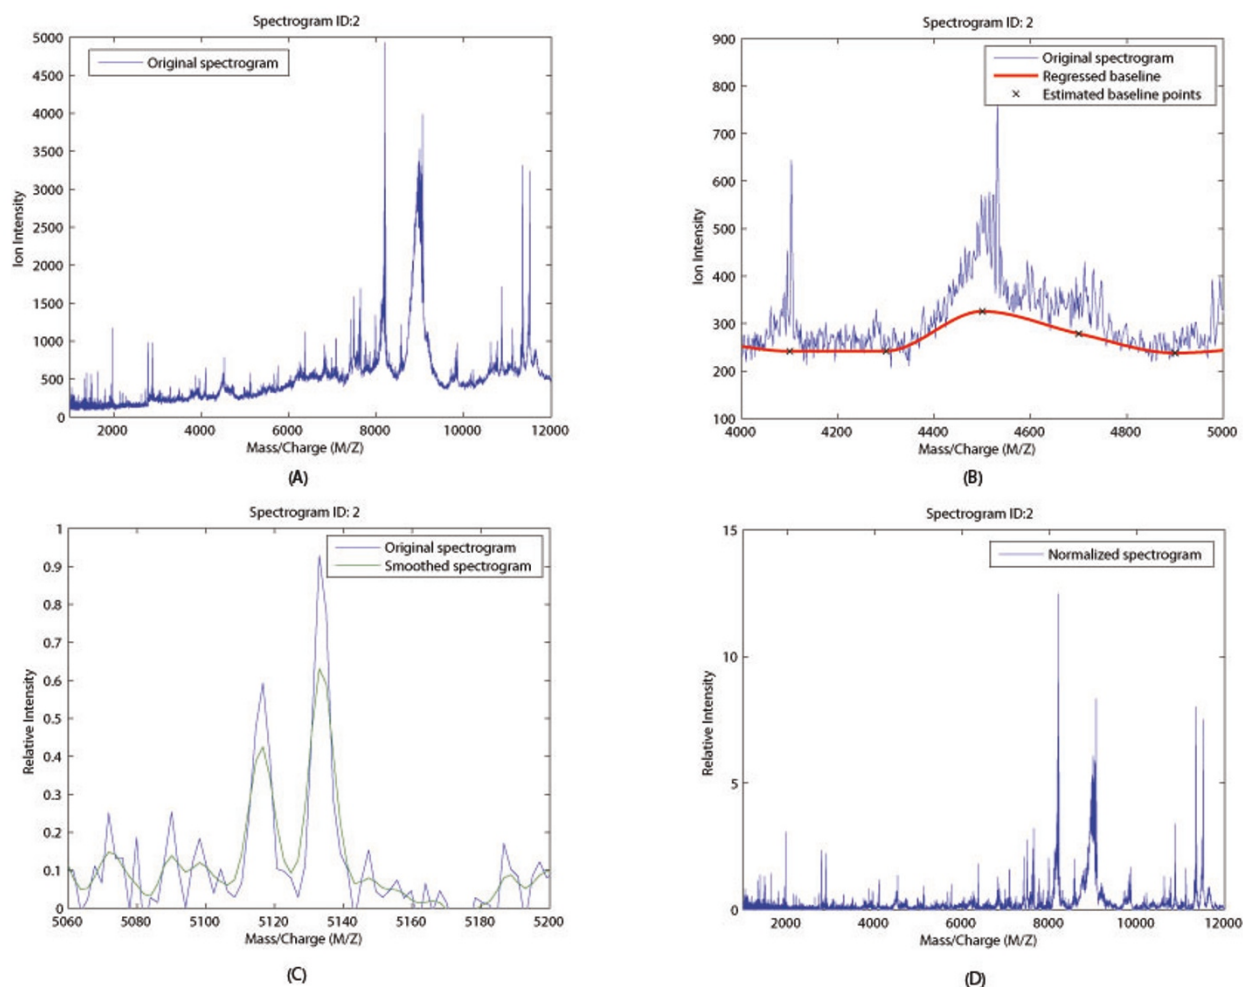 Spectrogram ID:2
5000
4500
4000
3500
3000
2500
2000
1500
1000
500
0
Ion Intensity
Original spectrogram
2000 4000 6000 8000 10000 12000
Mass/Charge (M/Z)
(A)
Spectrogram ID: 2
900
800
700
600
500
400
300
200
100
Ion Intensity
Original spectrogram
Regressed baseline
Estimated baseline points
4000 4200 4400 4600 4800 5000
Mass/Charge (M/Z)
(B)
Spectrogram ID: 2
1
0.9
0.8
0.7
0.6
0.5
0.4
0.3
0.2
0.1
0
Relative Intensity
Original spectrogram
Smoothed spectrogram
5060 5080 5100 5120 5140 5160 5180 5200
Mass/Charge (M/Z)
(C)
Spectrogram ID:2
15
10
5
0
Relative Intensity
Normalized spectrogram
2000 4000 6000 8000 10000 12000
Mass/Charge (M/Z)
(D)